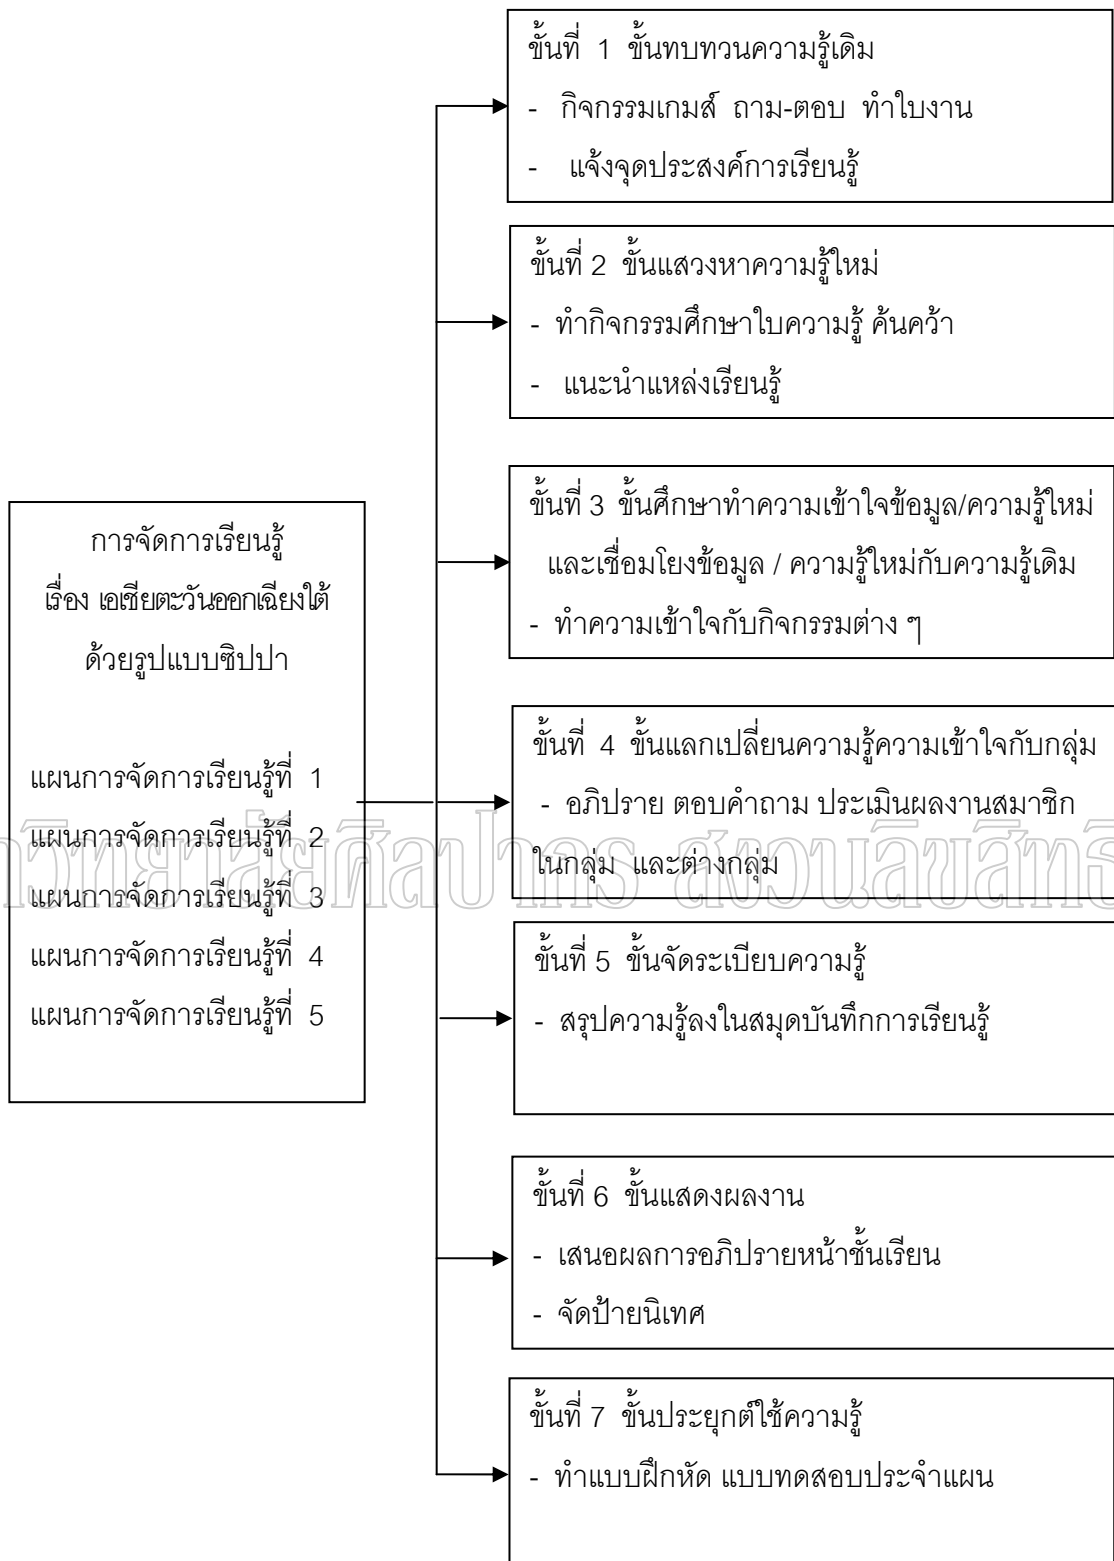 ขั้นที่ 1 ขั้นทบทวนความรู้เดิม
- กิจกรรมเกมส์ ถาม-ตอบ ทำใบงาน
- แจ้งจุดประสงค์การเรียนรู้
ขั้นที่ 2 ขั้นแสวงหาความรู้ใหม่
- ทำกิจกรรมศึกษาใบความรู้ ค้นคว้า
- แนะนำแหล่งเรียนรู้
การจัดการเรียนรู้
เรื่อง เอเชียตะวันออกเฉียงใต้
ด้วยรูปแบบซิปปา
แผนการจัดการเรียนรู้ที่ 1
แผนการจัดการเรียนรู้ที่ 2
แผนการจัดการเรียนรู้ที่ 3
แผนการจัดการเรียนรู้ที่ 4
แผนการจัดการเรียนรู้ที่ 5
ขั้นที่ 3 ขั้นศึกษาทำความเข้าใจข้อมูล/ความรู้ใหม่
และเชื่อมโยงข้อมูล / ความรู้ใหม่กับความรู้เดิม
- ทำความเข้าใจกับกิจกรรมต่าง ๆ
ขั้นที่ 4 ขั้นแลกเปลี่ยนความรู้ความเข้าใจกับกลุ่ม
- อภิปราย ตอบคำถาม ประเมินผลงานสมาชิก
ในกลุ่ม และต่างกลุ่ม
าวิทยาลัยศิลปากร สงวนลิขสิทธิ
ขั้นที่ 5 ขั้นจัดระเบียบความรู้
- สรุปความรู้ลงในสมุดบันทึกการเรียนรู้
ขั้นที่ 6 ขั้นแสดงผลงาน
- เสนอผลการอภิปรายหน้าชั้นเรียน
- จัดป้ายนิเทศ
ขั้นที่ 7 ขั้นประยุกต์ใช้ความรู้
- ทำแบบฝึกหัด แบบทดสอบประจำแผน